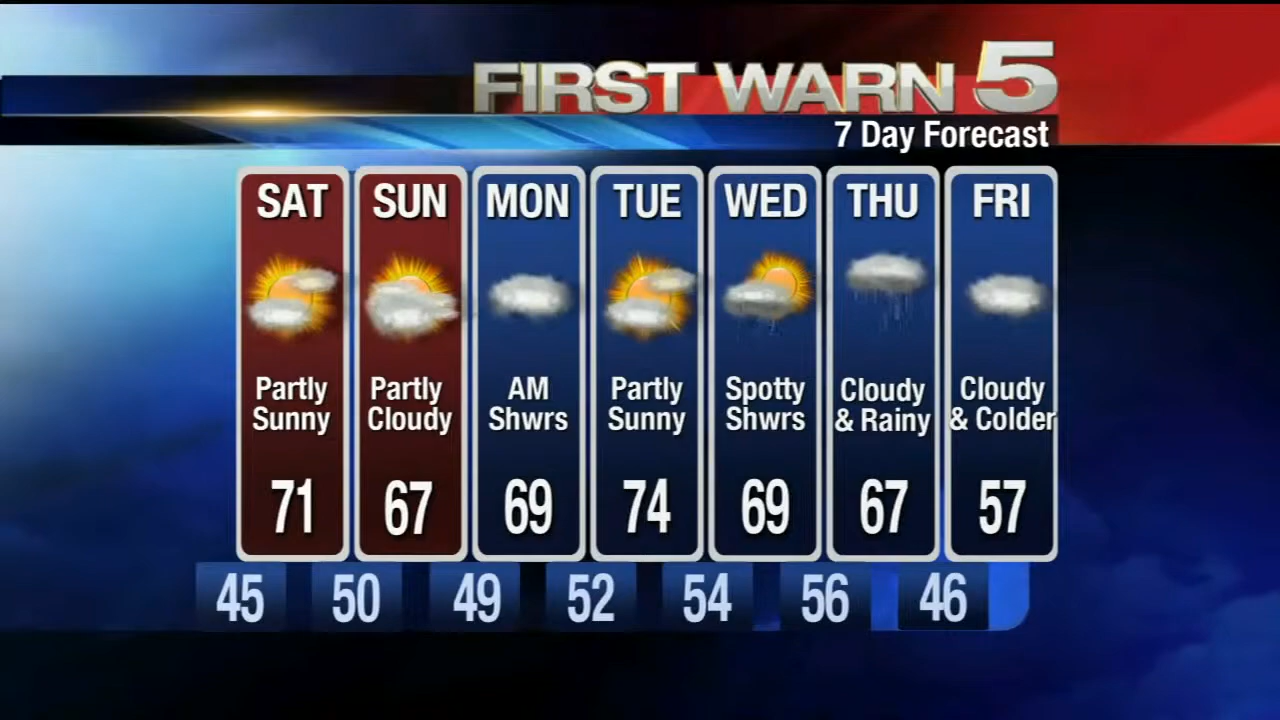 FIRST WARN 5
7 Day Forecast
SAT SUN MON TUE WED THU FRI
Partly Partly AM Partly Spotty Cloudy Cloudy
Sunny Cloudy Shwrs Sunny Shwrs & Rainy & Colder
71 67 69 74 69 67 57
45 50 49 52 54 56 46